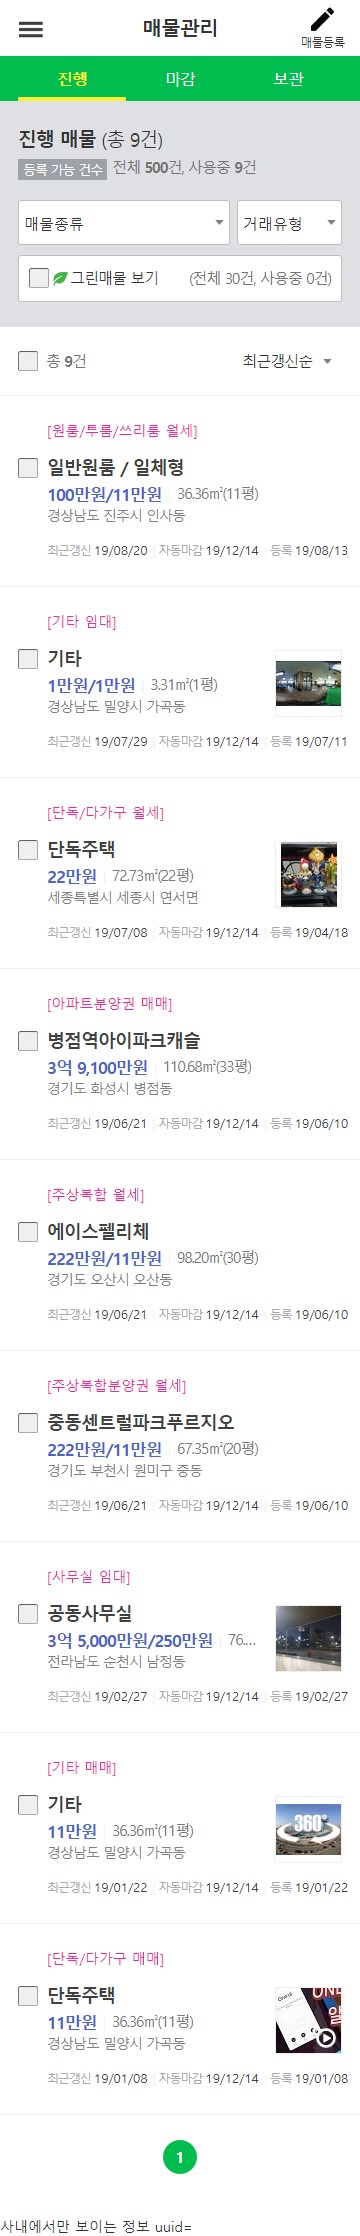 매물관리
매물등록
진행 마감 보관
진행 매물 (총 9건)
등록 가능 건수 전체 500건, 사용중 9건
매물종류 거래유형
그린매물 보기 (전체 30건, 사용중 0건)
총 9건 최근갱신순
[원룸/투룸/쓰리룸 월세]
일반원룸 / 일체형
100만원/11만원 36.36㎡(11평)
경상남도 진주시 인사동
최근갱신 19/08/20 자동마감 19/12/14 등록 19/08/13
[기타 임대]
기타
1만원/1만원 3.31㎡(1평)
경상남도 밀양시 가곡동
최근갱신 19/07/29 자동마감 19/12/14 등록 19/07/11
[단독/다가구 월세]
단독주택
22만원 72.73㎡(22평)
세종특별시 세종시 연서면
최근갱신 19/07/08 자동마감 19/12/14 등록 19/04/18
[아파트분양권 매매]
병점역아이파크캐슬
3억 9,100만원 110.68㎡(33평)
경기도 화성시 병점동
최근갱신 19/06/21 자동마감 19/12/14 등록 19/06/10
[주상복합 월세]
에이스펠리체
222만원/11만원 98.20㎡(30평)
경기도 오산시 오산동
최근갱신 19/06/21 자동마감 19/12/14 등록 19/06/10
[주상복합분양권 월세]
중동센트럴파크푸르지오
222만원/11만원 67.35㎡(20평)
경기도 부천시 원미구 중동
최근갱신 19/06/21 자동마감 19/12/14 등록 19/06/10
[사무실 임대]
공동사무실
3억 5,000만원/250만원 76....
전라남도 순천시 남정동
최근갱신 19/02/27 자동마감 19/12/14 등록 19/02/27
[기타 매매]
기타
11만원 36.36㎡(11평)
360°
경상남도 밀양시 가곡동
최근갱신 19/01/22 자동마감 19/12/14 등록 19/01/22
[단독/다가구 매매]
단독주택
11만원 36.36㎡(11평)
One UI
경상남도 밀양시 가곡동
최근갱신 19/01/08 자동마감 19/12/14 등록 19/01/08
1
사내에서만 보이는 정보 uuid=